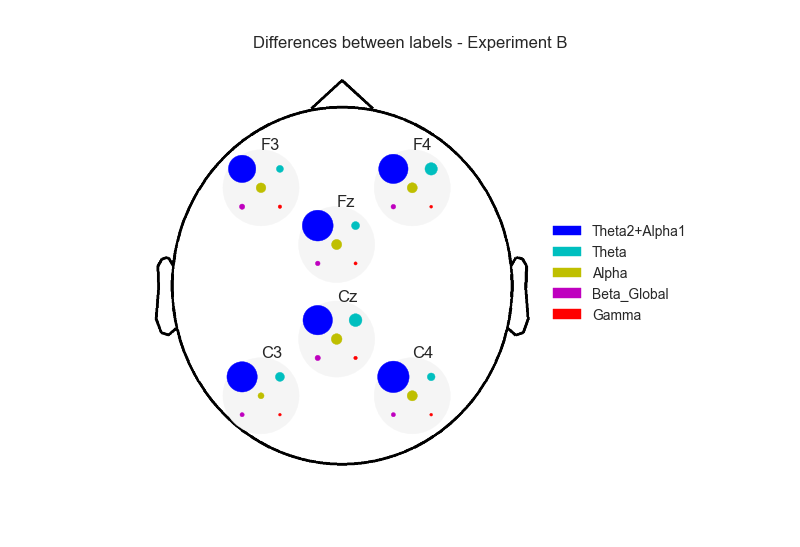 Differences between labels - Experiment B
F3
F4
Fz
Cz
C3
C4
Theta2+Alpha1
Theta
Alpha
Beta_Global
Gamma